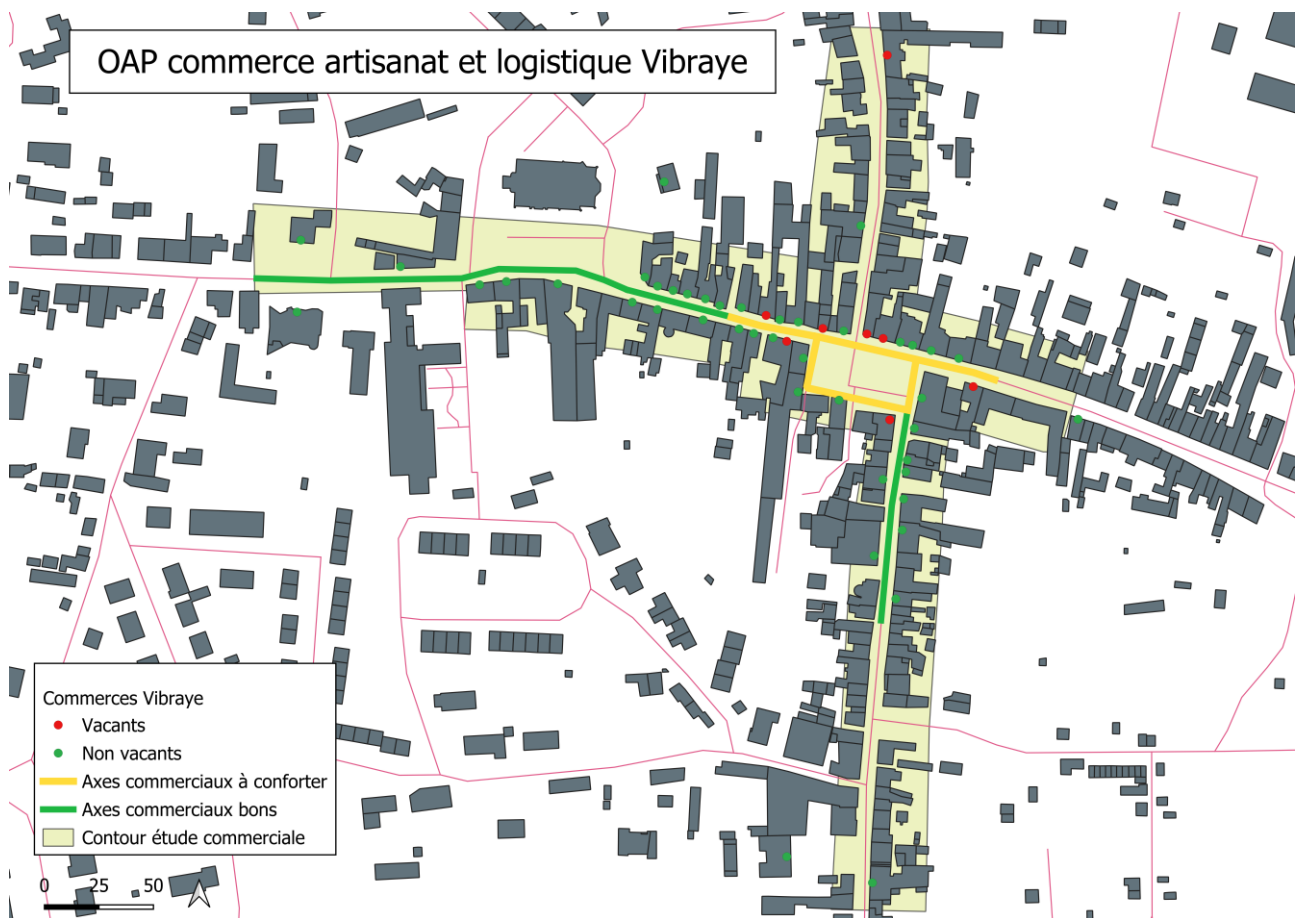 OAP commerce artisanat et logistique Vibraye
Commerces Vibraye
Vacants
Non vacants
Axes commerciaux à conforter
Axes commerciaux bons
Contour étude commerciale
0 25 50